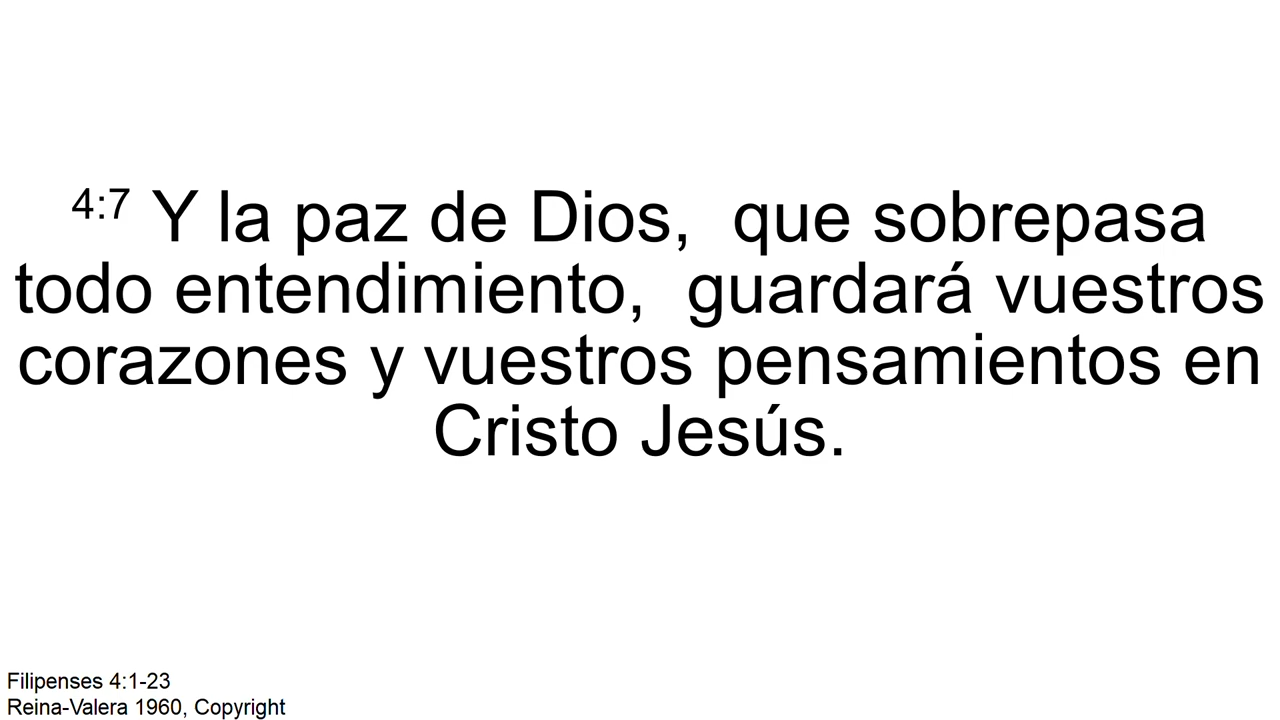 4:7 Y la paz de Dios,  que sobrepasa
todo entendimiento,  guardará vuestros
corazones y vuestros pensamientos en
Cristo Jesús.
Filipenses 4:1-23
Reina-Valera 1960, Copyright